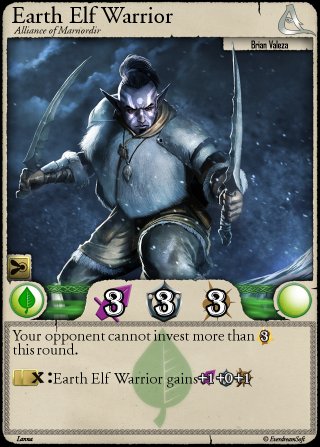 Earth Elf Warrior
Alliance of Marnordir
Brian Valeza
3 3 3
Your opponent cannot invest more than 3
this round.
X : Earth Elf Warrior gains +1 +0 +1
Lanna © EverdreamSoft